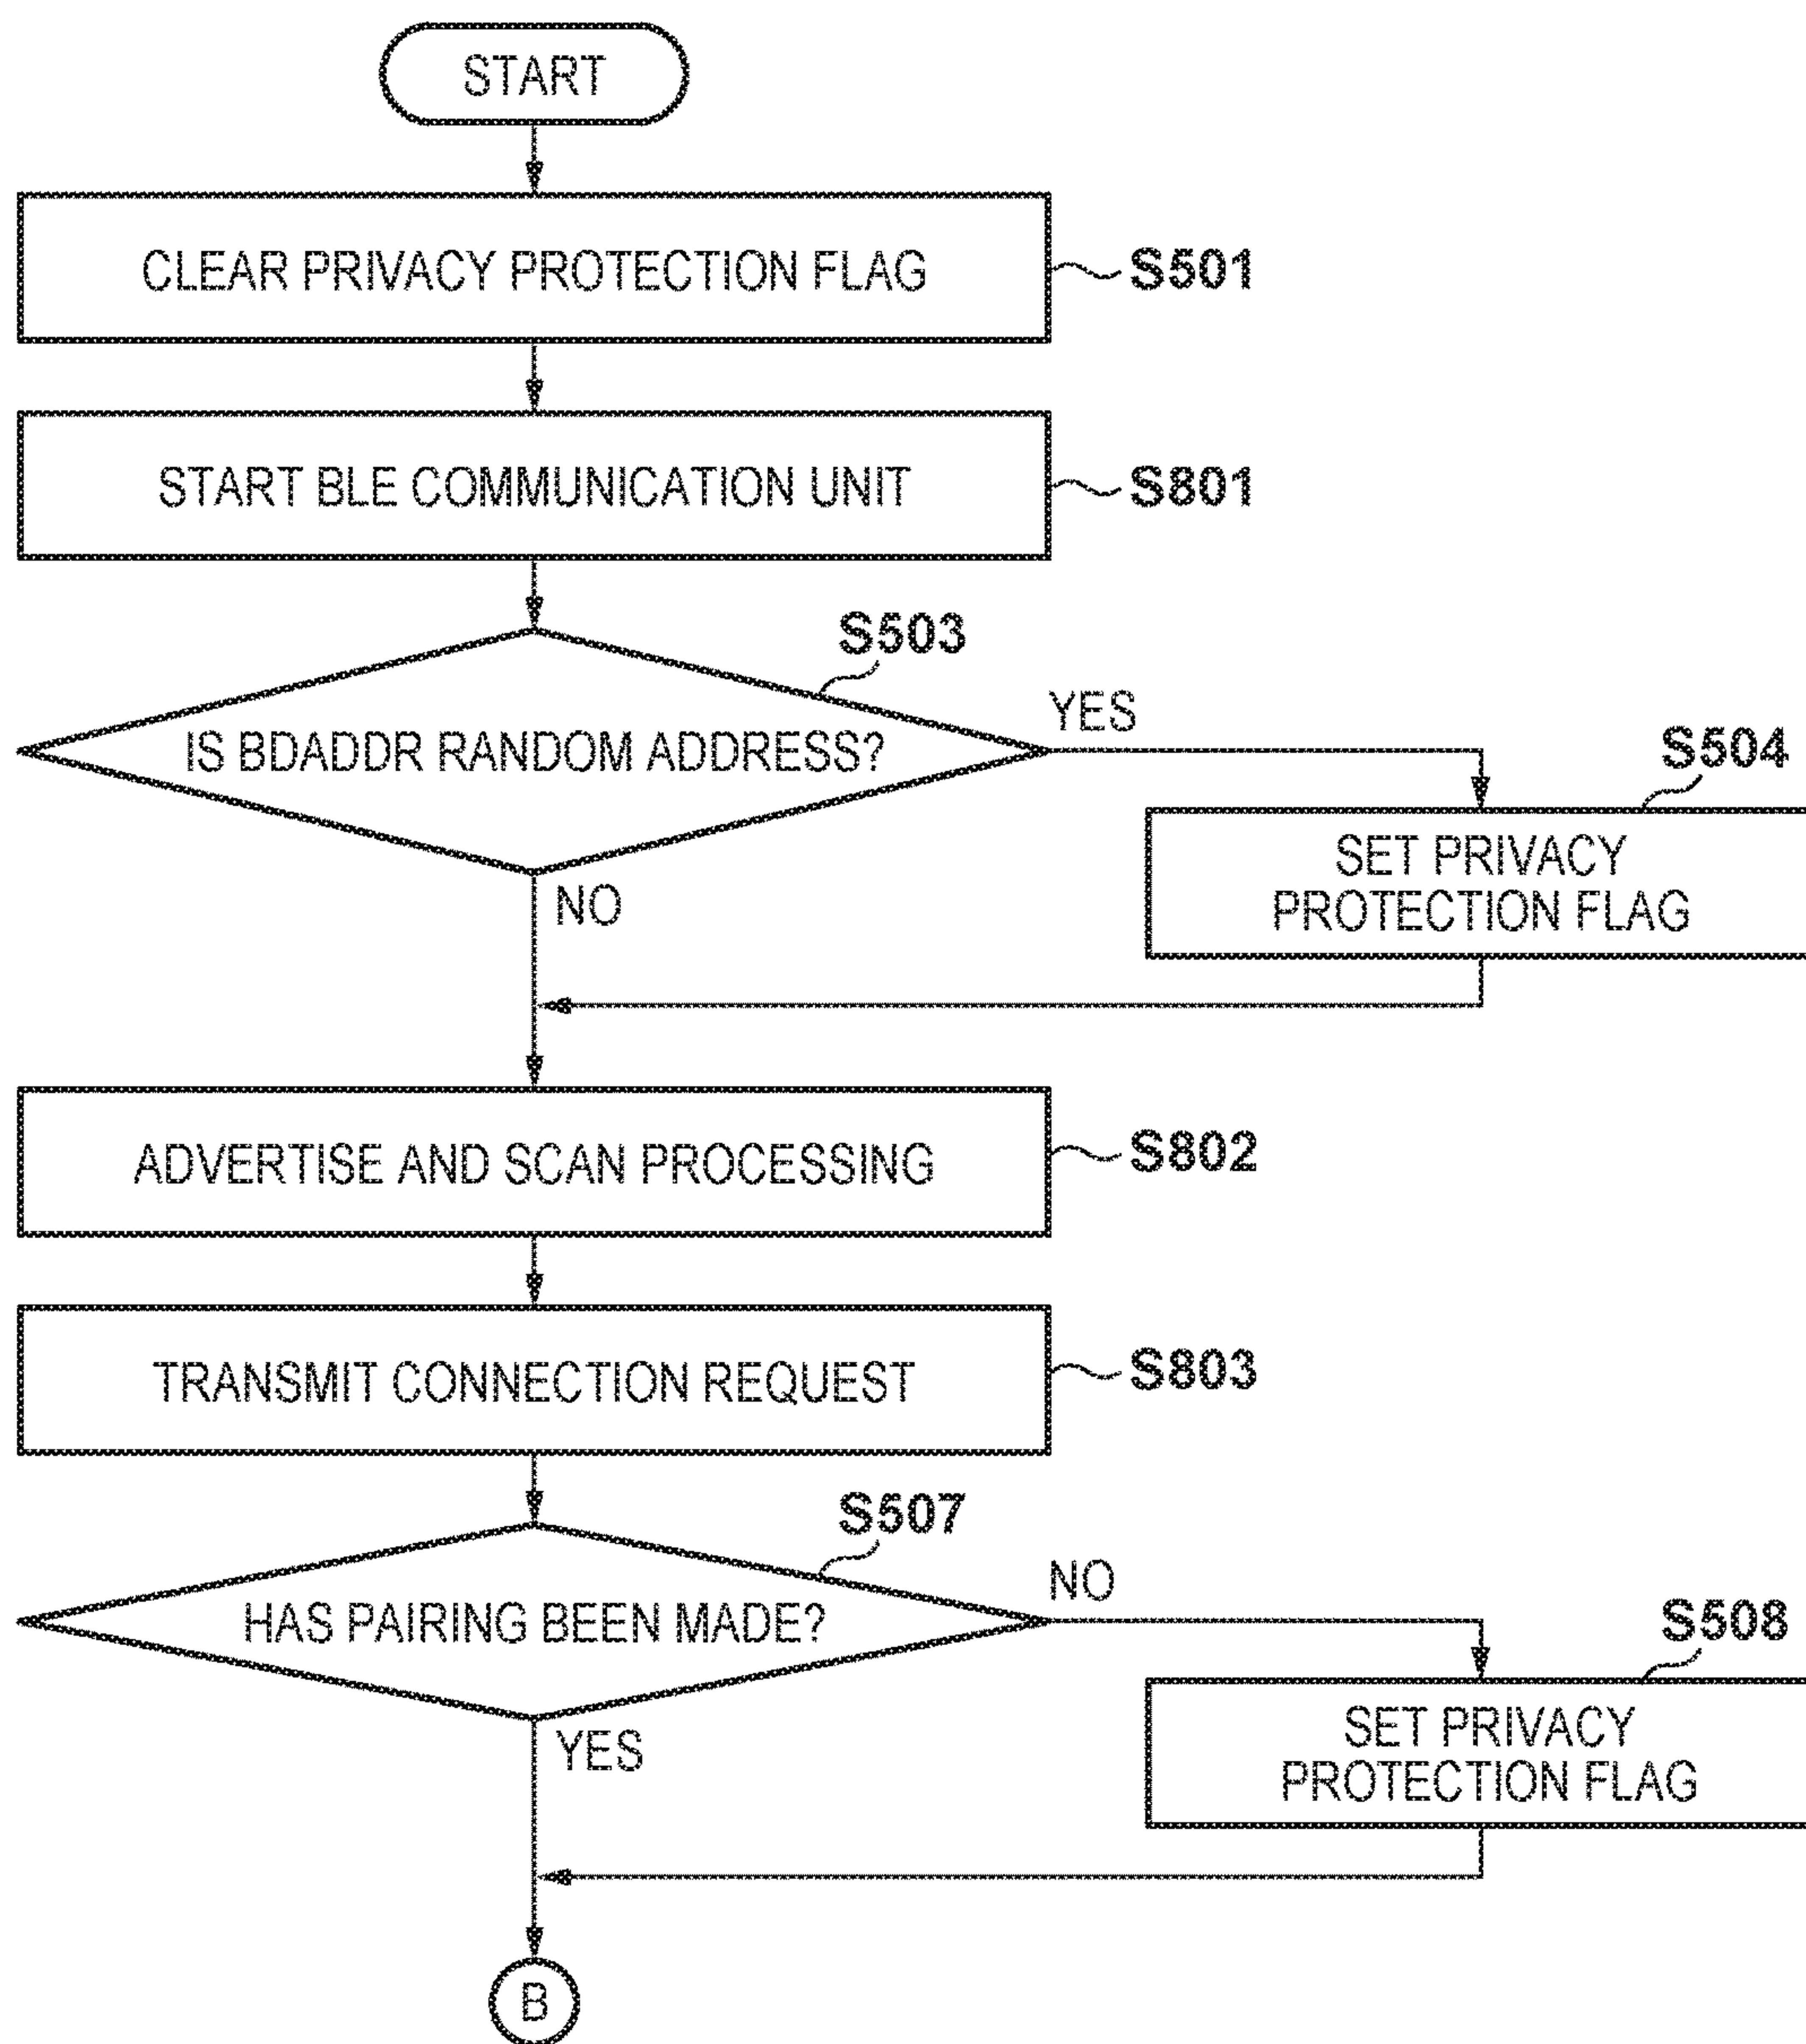 START
CLEAR PRIVACY PROTECTION FLAG
S501
START BLE COMMUNICATION UNIT
S801
S503
IS BDADDR RANDOM ADDRESS?
YES
S504
SET PRIVACY
PROTECTION FLAG
NO
ADVERTISE AND SCAN PROCESSING
S802
TRANSMIT CONNECTION REQUEST
S803
S507
HAS PAIRING BEEN MADE?
NO
S508
SET PRIVACY
PROTECTION FLAG
YES
B